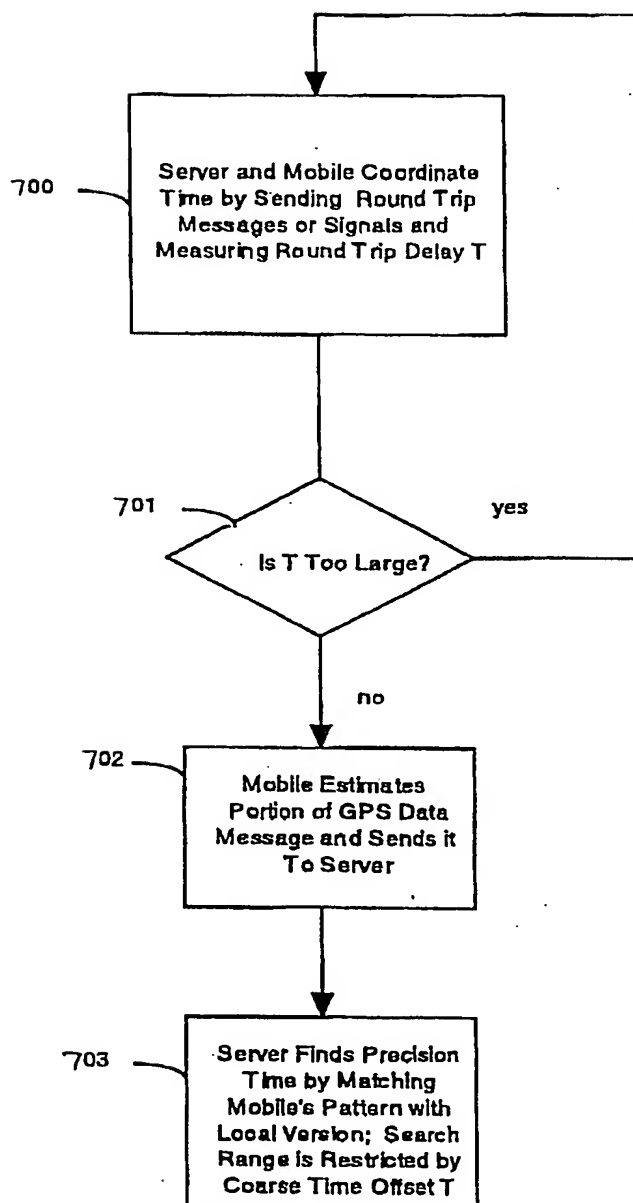 700
Server and Mobile Coordinate
Time by Sending Round Trip
Messages or Signals and
Measuring Round Trip Delay T
701
yes
Is T Too Large?
no
702
Mobile Estimates
Portion of GPS Data
Message and Sends it
To Server
703
Server Finds Precision
Time by Matching
Mobile's Pattern with
Local Version; Search
Range is Restricted by
Coarse Time Offset T